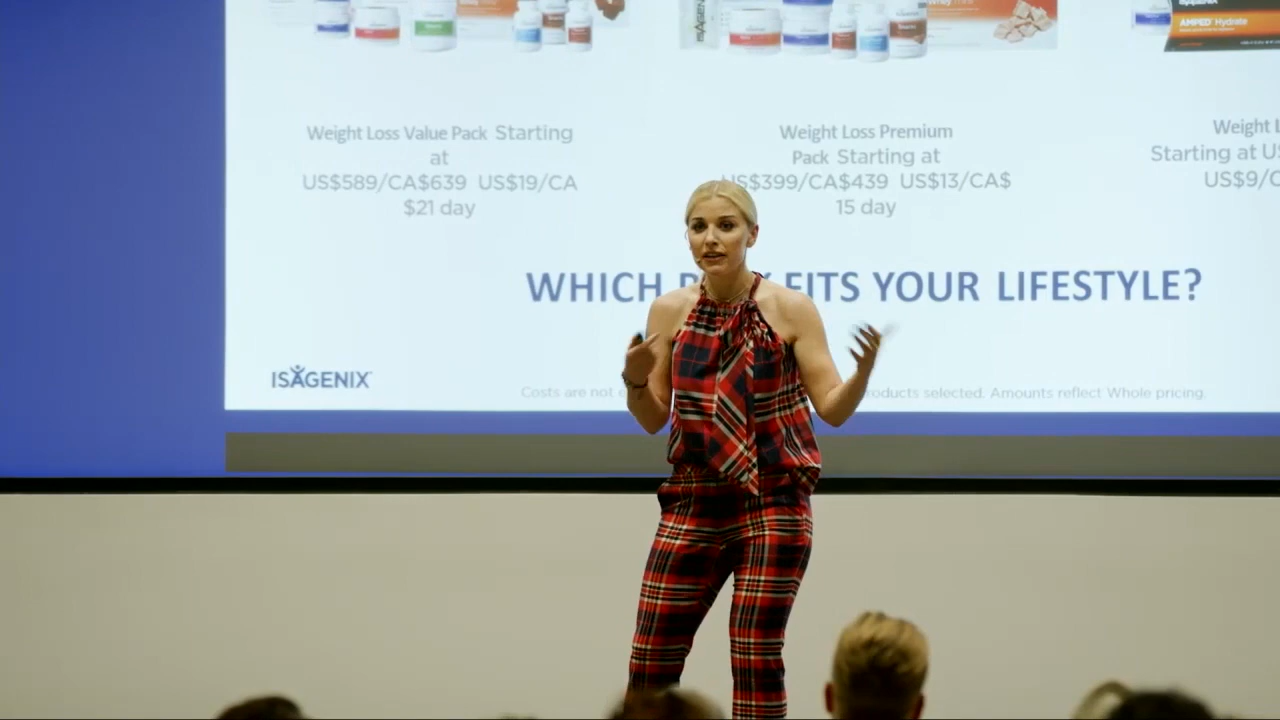 AMPED Hydrate
Weight Loss Value Pack Starting
at
US$589/CA$639 US$19/CA
$21 day
Weight Loss Premium
Pack Starting at
US$399/CA$439 US$13/CA$
15 day
Weight L
Starting at US
US$9/C
WHICH P FITS YOUR LIFESTYLE?
ISAGENIX
Costs are not roducts selected. Amounts reflect Whole pricing.